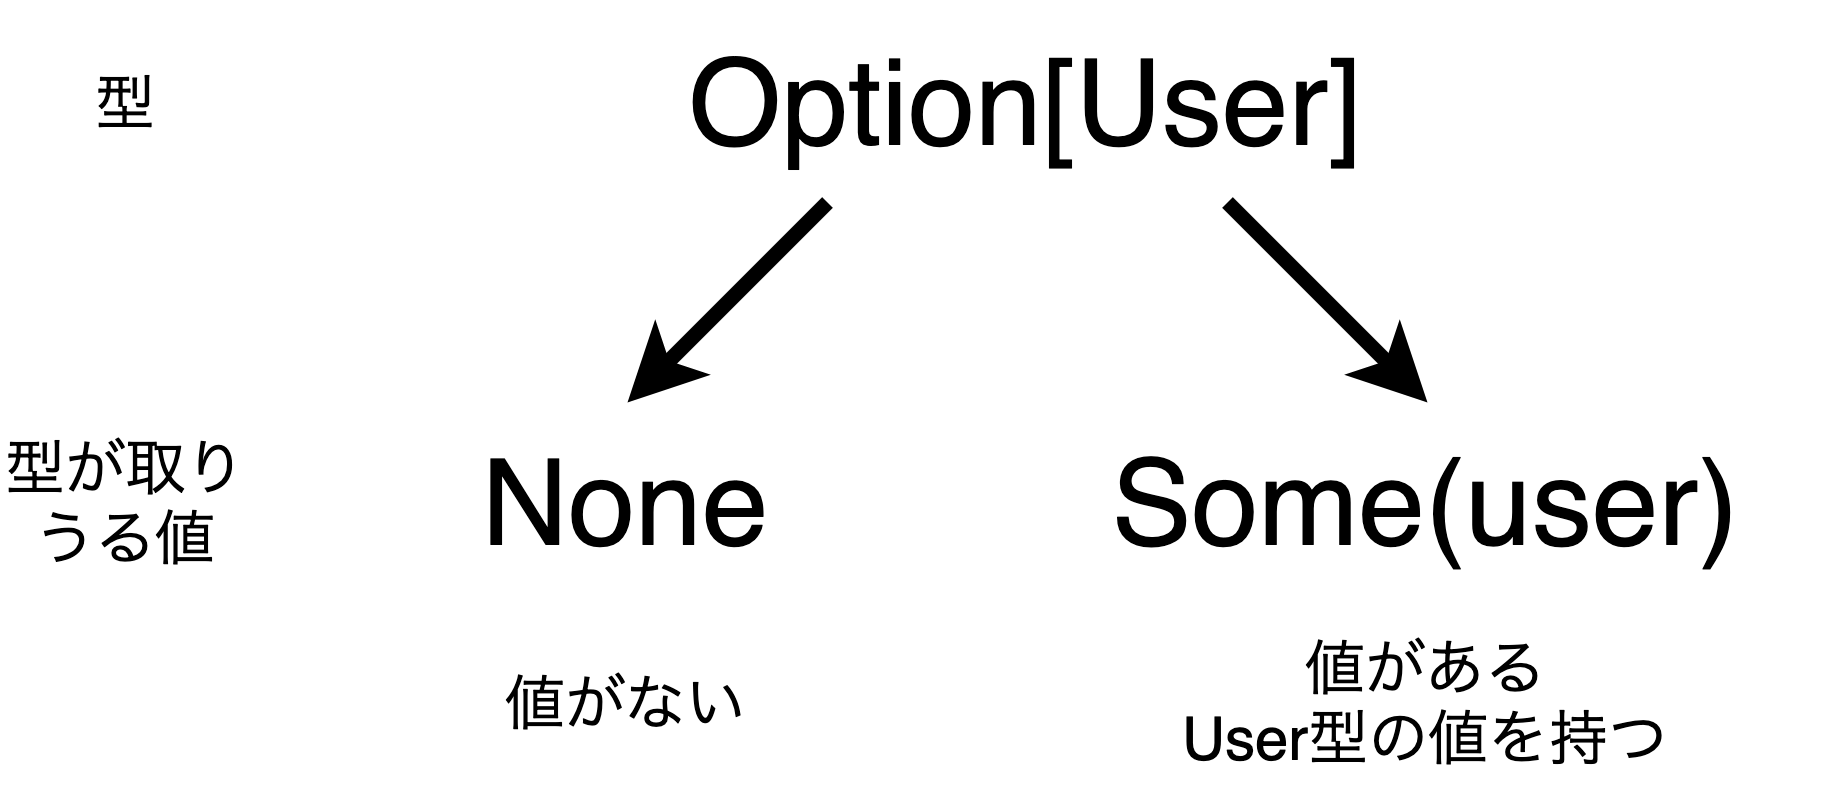 型
Option[User]
型が取り
うる値
None
Some(user)
値がない
値がある
User型の値を持つ